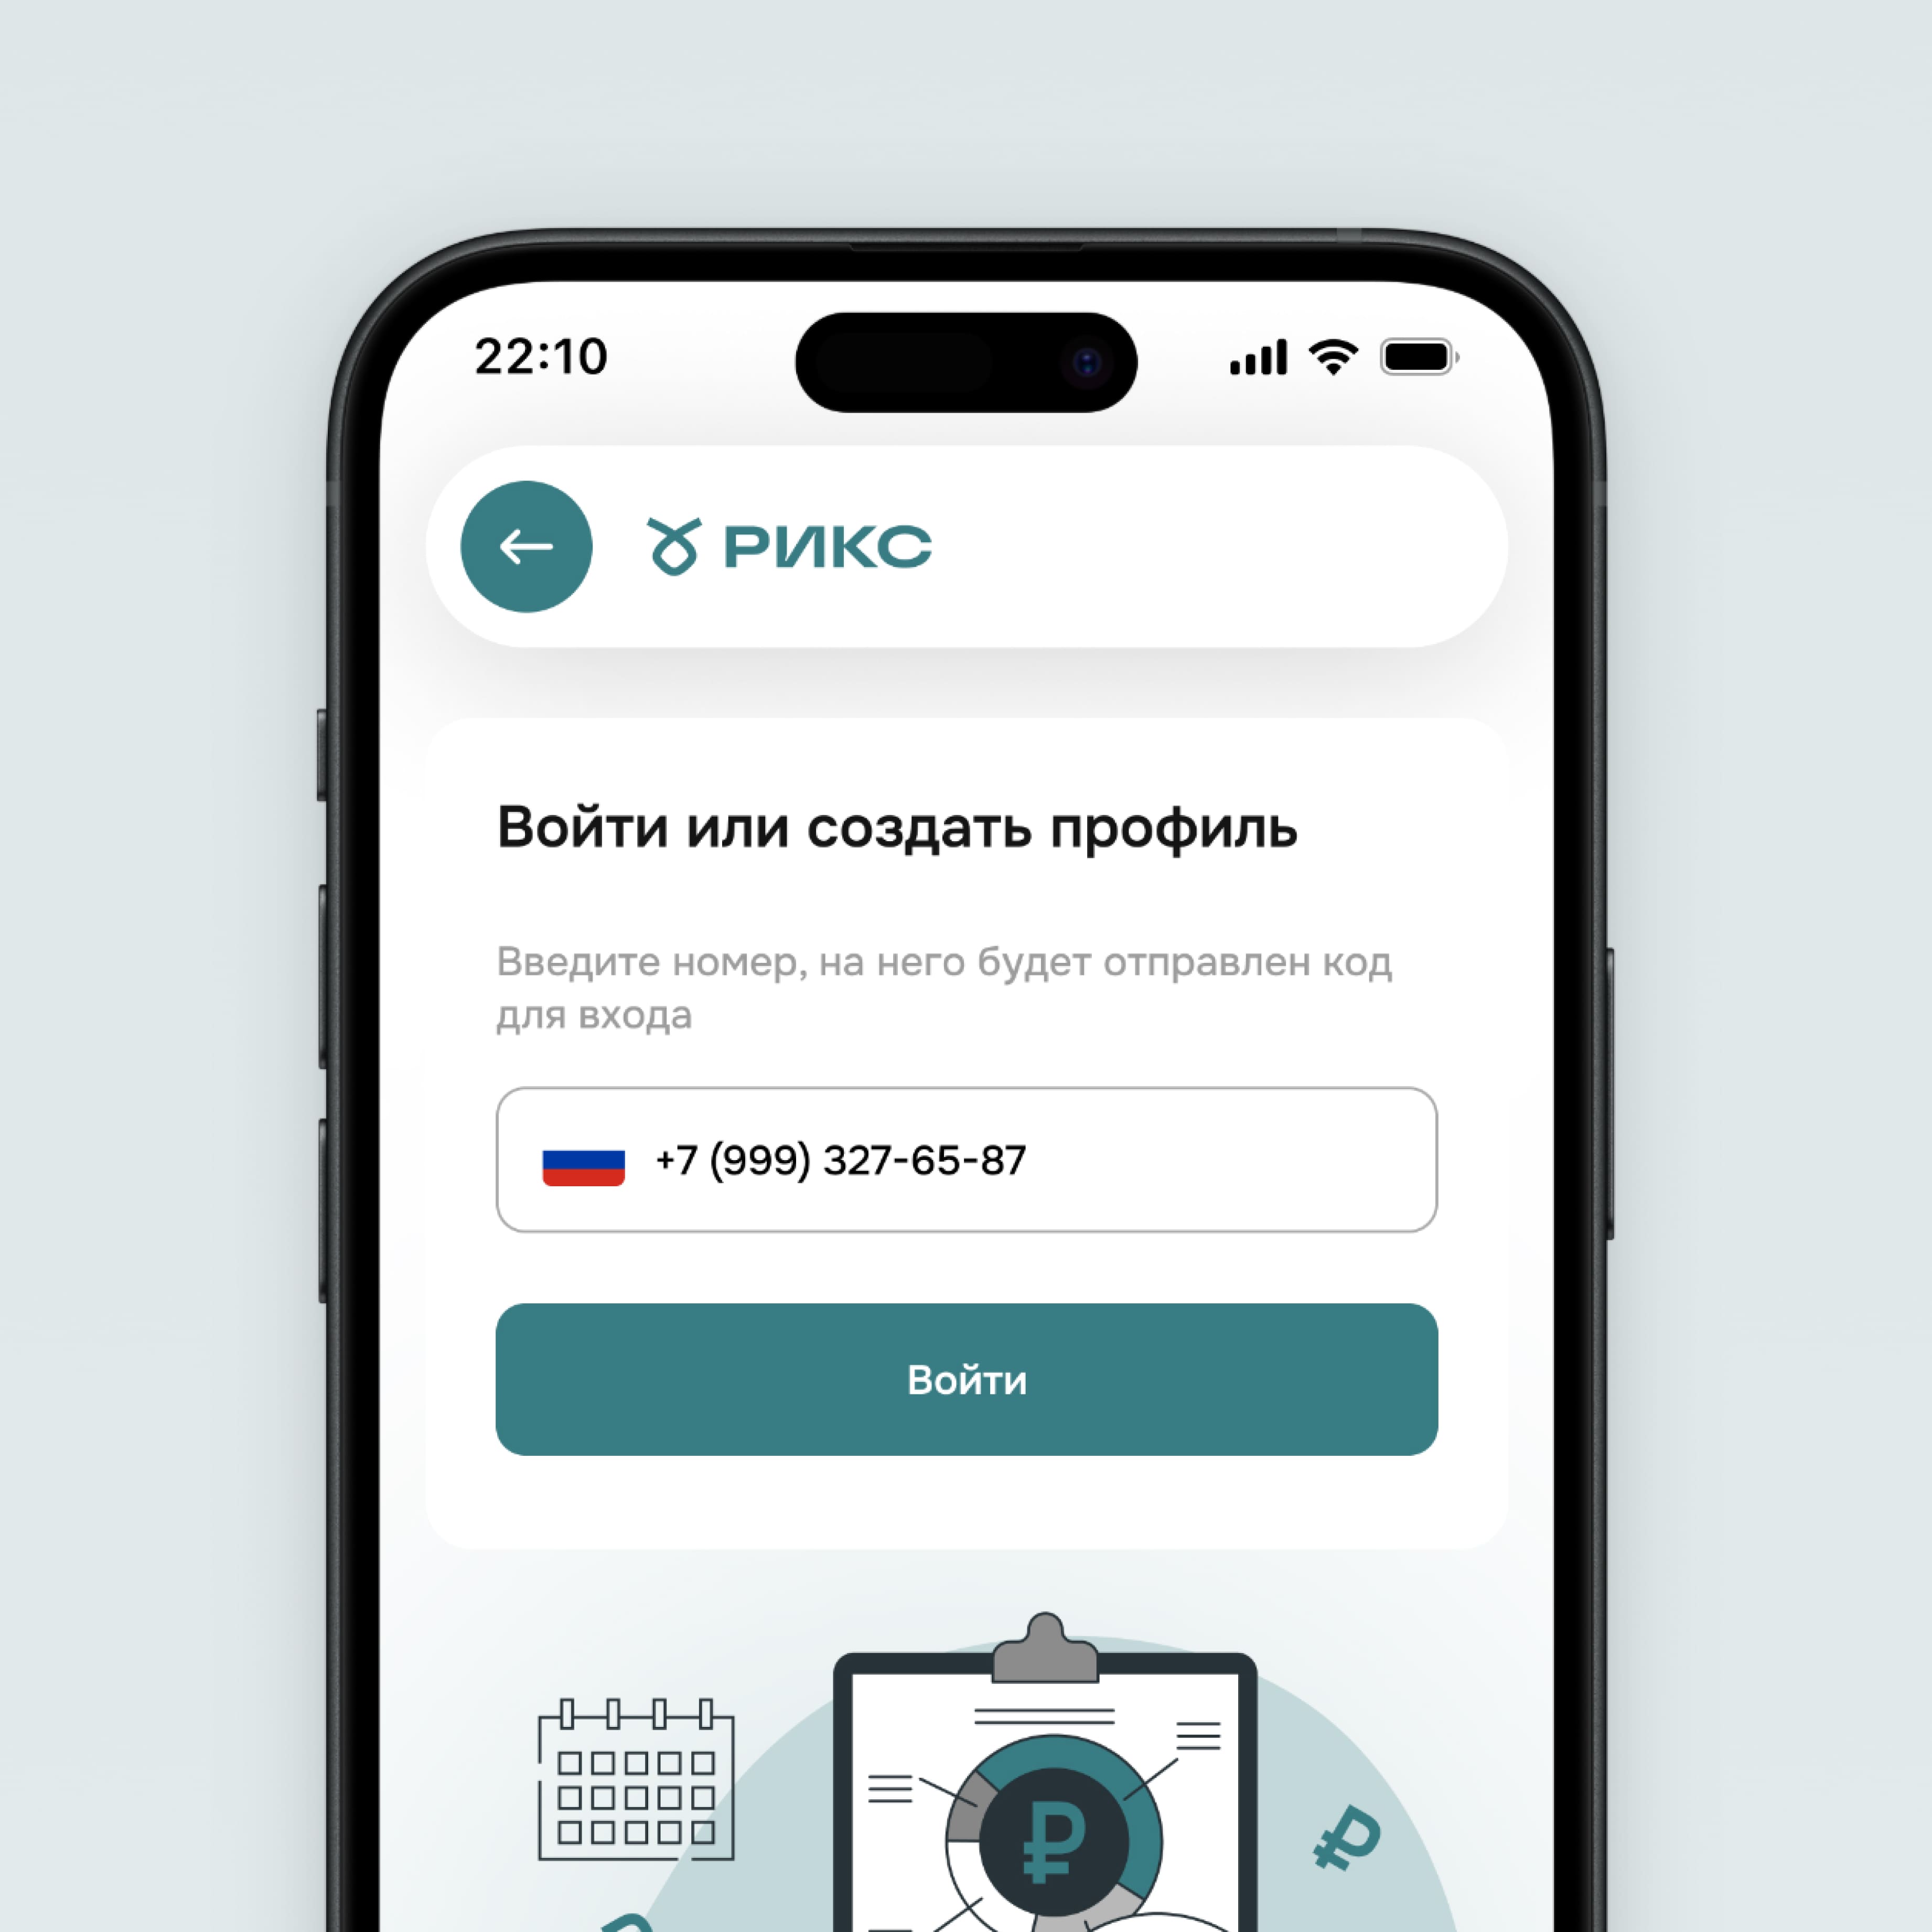 22:10
РИКС
Войти или создать профиль
Введите номер, на него будет отправлен код
для входа
+7 (999) 327-65-87
Войти
₽
₽